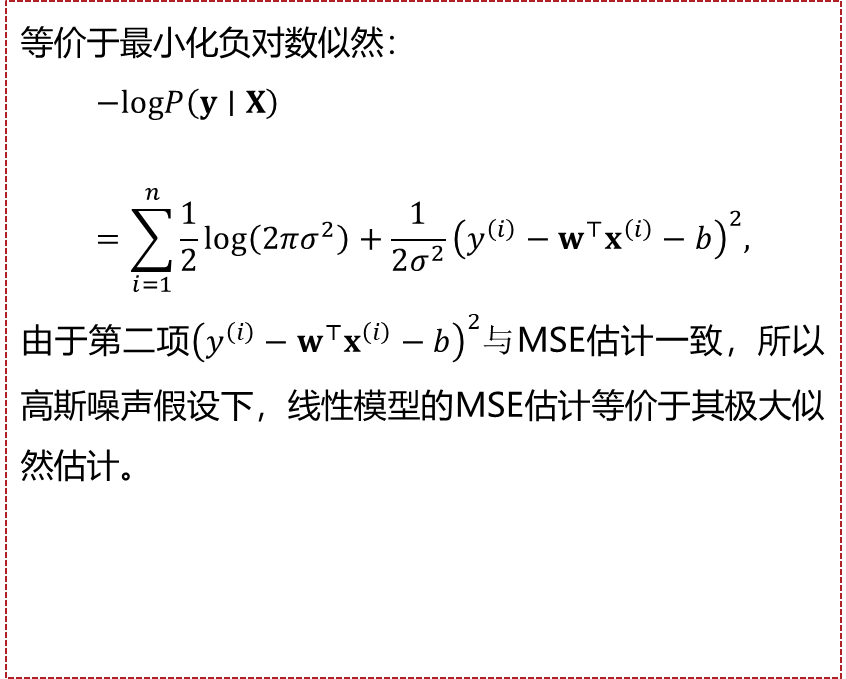 等价于最小化负对数似然：
−logP(𝐲 ∣ 𝐗)
= ∑_{i=1}^{n} \frac{1}{2} log(2πσ²) + \frac{1}{2σ²} (y^{(i)} − 𝐰^⊤𝐱^{(i)} − b)²,
由于第二项(y^{(i)} − 𝐰^⊤𝐱^{(i)} − b)²与MSE估计一致，所以
高斯噪声假设下，线性模型的MSE估计等价于其极大似
然估计。